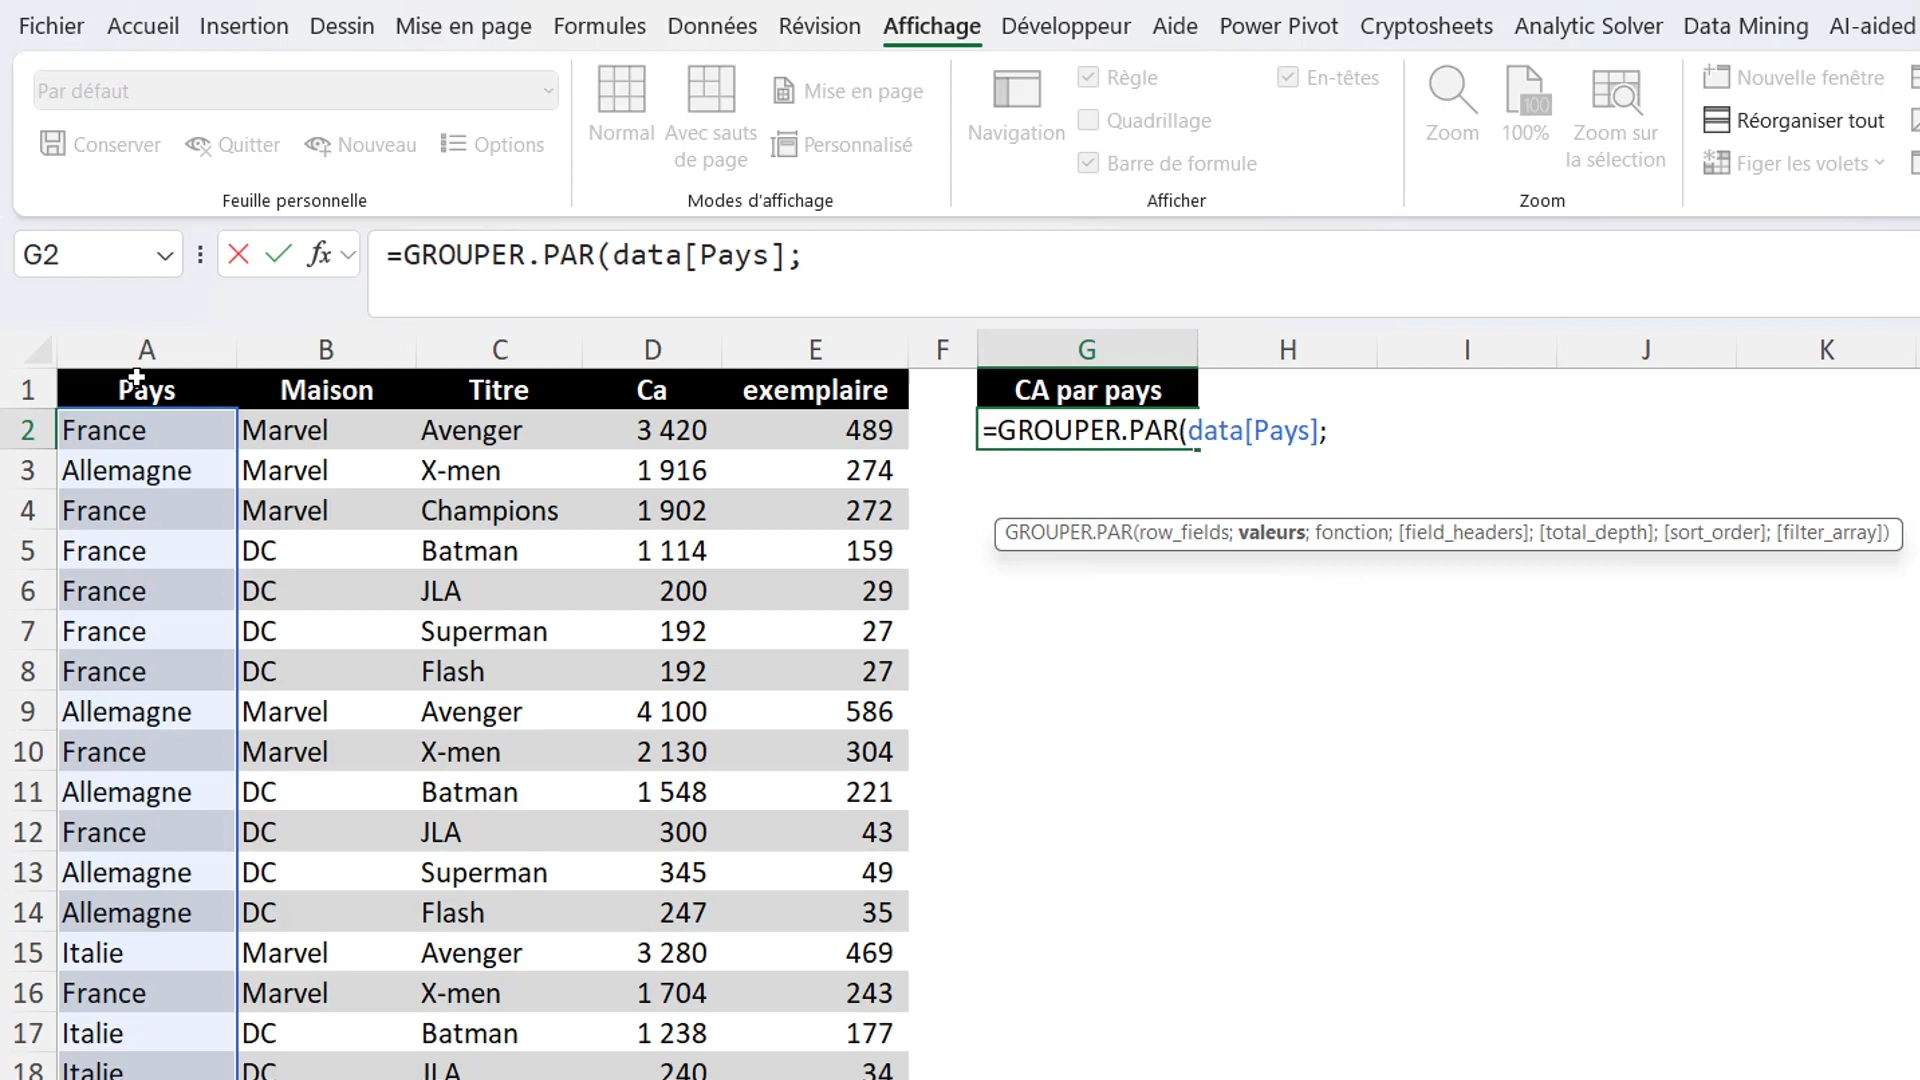 Fichier Accueil Insertion Dessin Mise en page Formules Données Révision Affichage Développeur Aide Power Pivot Cryptosheets Analytic Solver Data Mining AI-aided
Par défaut
Conserver Quitter Nouveau Options
Feuille personnelle
Normal
Avec sauts de page
Mise en page
Personnalisé
Modes d'affichage
Navigation
Règle
En-têtes
Quadrillage
Barre de formule
Afficher
Zoom
100
100%
Zoom sur la sélection
Zoom
Nouvelle fenêtre
Réorganiser tout
Figer les volets
G2
fx
=GROUPER.PAR(data[Pays];
A B C D E F G H I J K
1 Pays Maison Titre Ca exemplaire CA par pays
2 France Marvel Avenger 3 420 489 =GROUPER.PAR(data[Pays];
3 Allemagne Marvel X-men 1 916 274
4 France Marvel Champions 1 902 272
GROUPER.PAR(row_fields; valeurs; fonction; [field_headers]; [total_depth]; [sort_order]; [filter_array])
5 France DC Batman 1 114 159
6 France DC JLA 200 29
7 France DC Superman 192 27
8 France DC Flash 192 27
9 Allemagne Marvel Avenger 4 100 586
10 France Marvel X-men 2 130 304
11 Allemagne DC Batman 1 548 221
12 France DC JLA 300 43
13 Allemagne DC Superman 345 49
14 Allemagne DC Flash 247 35
15 Italie Marvel Avenger 3 280 469
16 France Marvel X-men 1 704 243
17 Italie DC Batman 1 238 177
18 Italie DC JLA 240 34